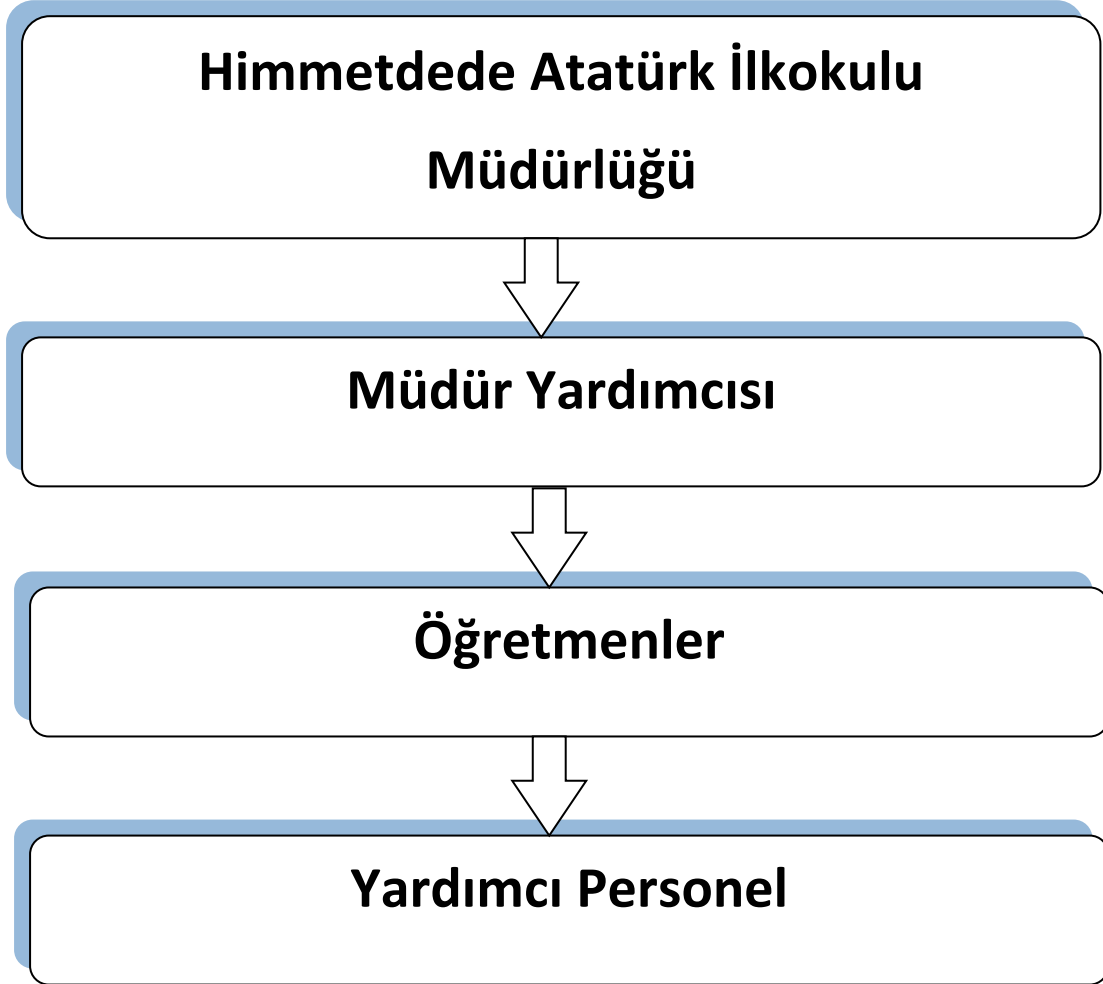 Himmetdede Atatürk İlkokulu
Müdürlüğü
Müdür Yardımcısı
Öğretmenler
Yardımcı Personel